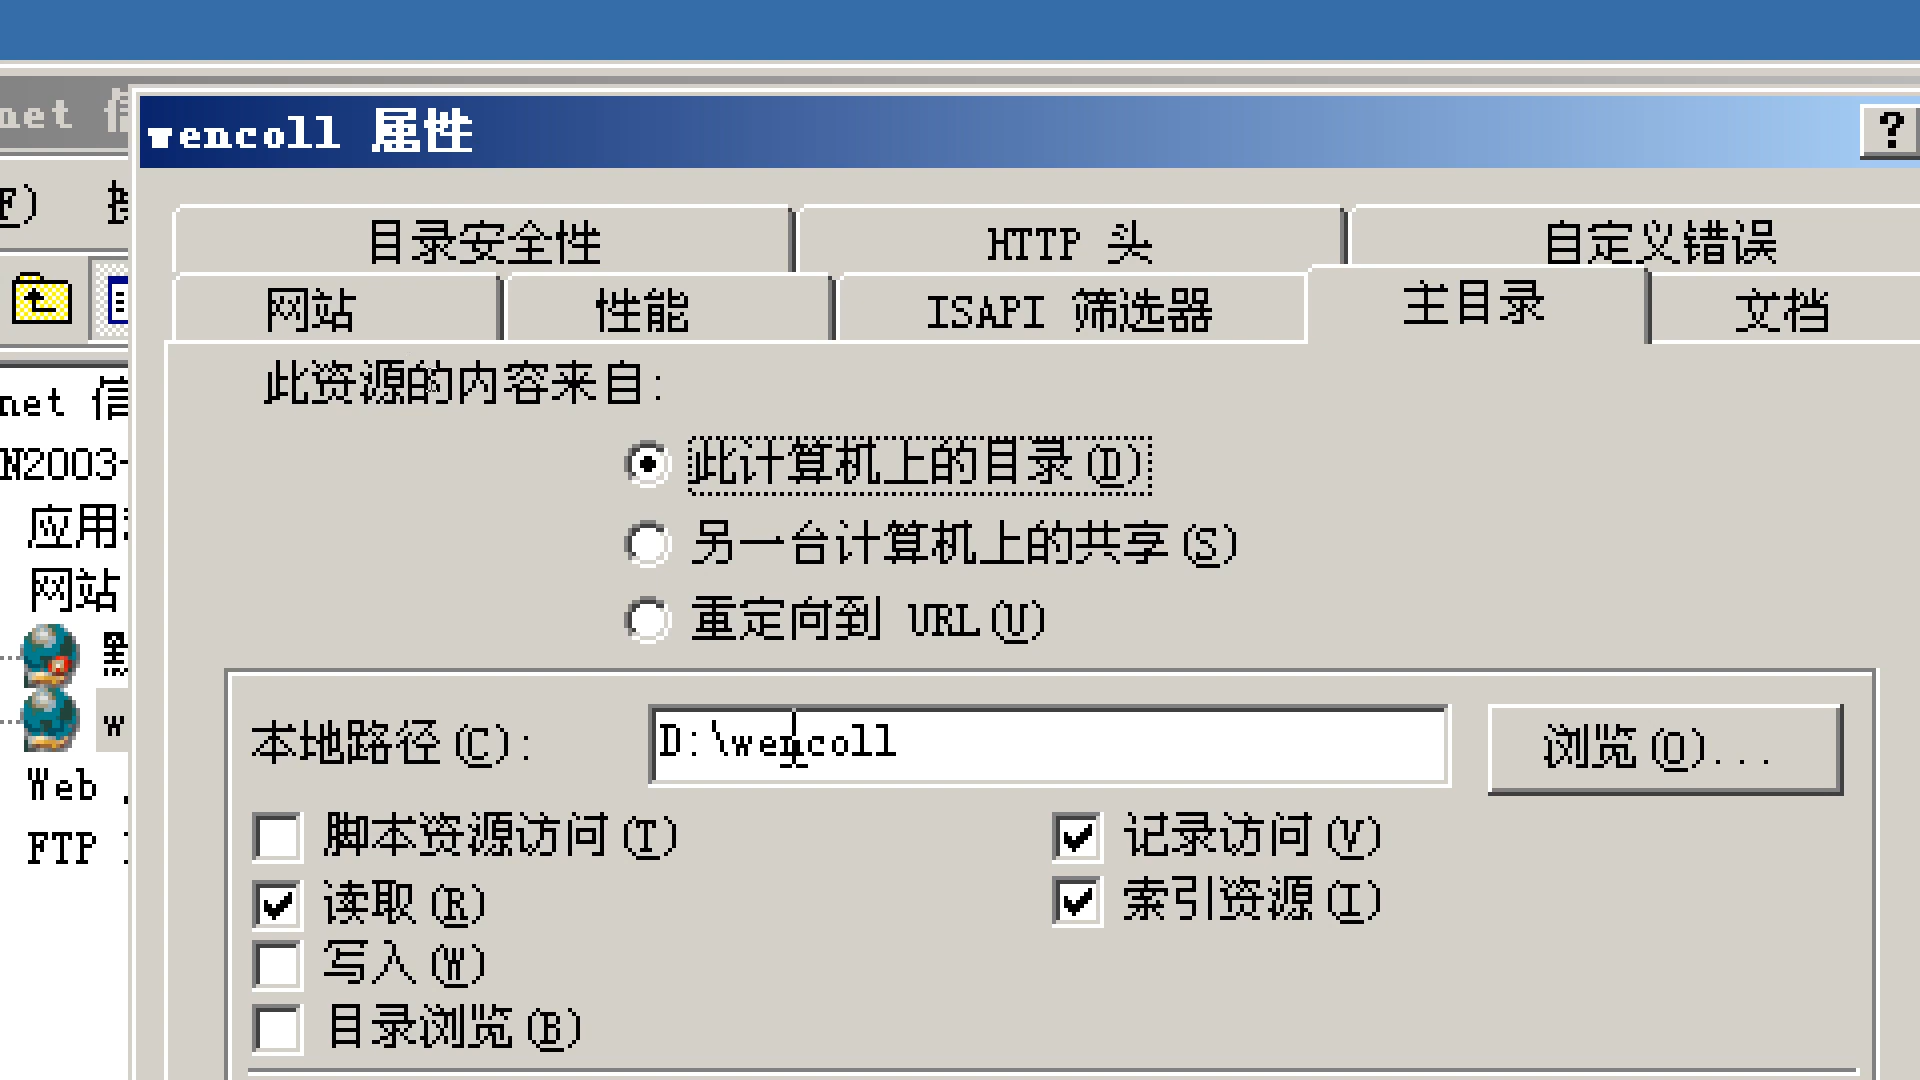 net 信
wencoll 属性
?
F)
目录安全性 HTTP 头 自定义错误
网站 性能 ISAPI 筛选器 主目录 文档
此资源的内容来自:
net 信
此计算机上的目录(D)
N2003-
另一台计算机上的共享(S)
应用
网站
重定向到 URL(U)
默
w
本地路径(C): D:\wencoll 浏览(O)...
Web
脚本资源访问(T) 记录访问(V)
FTP
读取(R) 索引资源(I)
写入(W)
目录浏览(B)